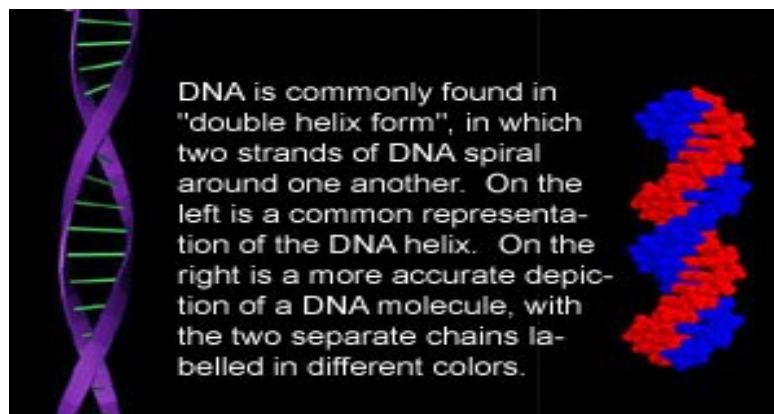 DNA is commonly found in
"double helix form", in which
two strands of DNA spiral
around one another.  On the
left is a common representa-
tion of the DNA helix.  On the
right is a more accurate depic-
tion of a DNA molecule, with
the two separate chains la-
belled in different colors.